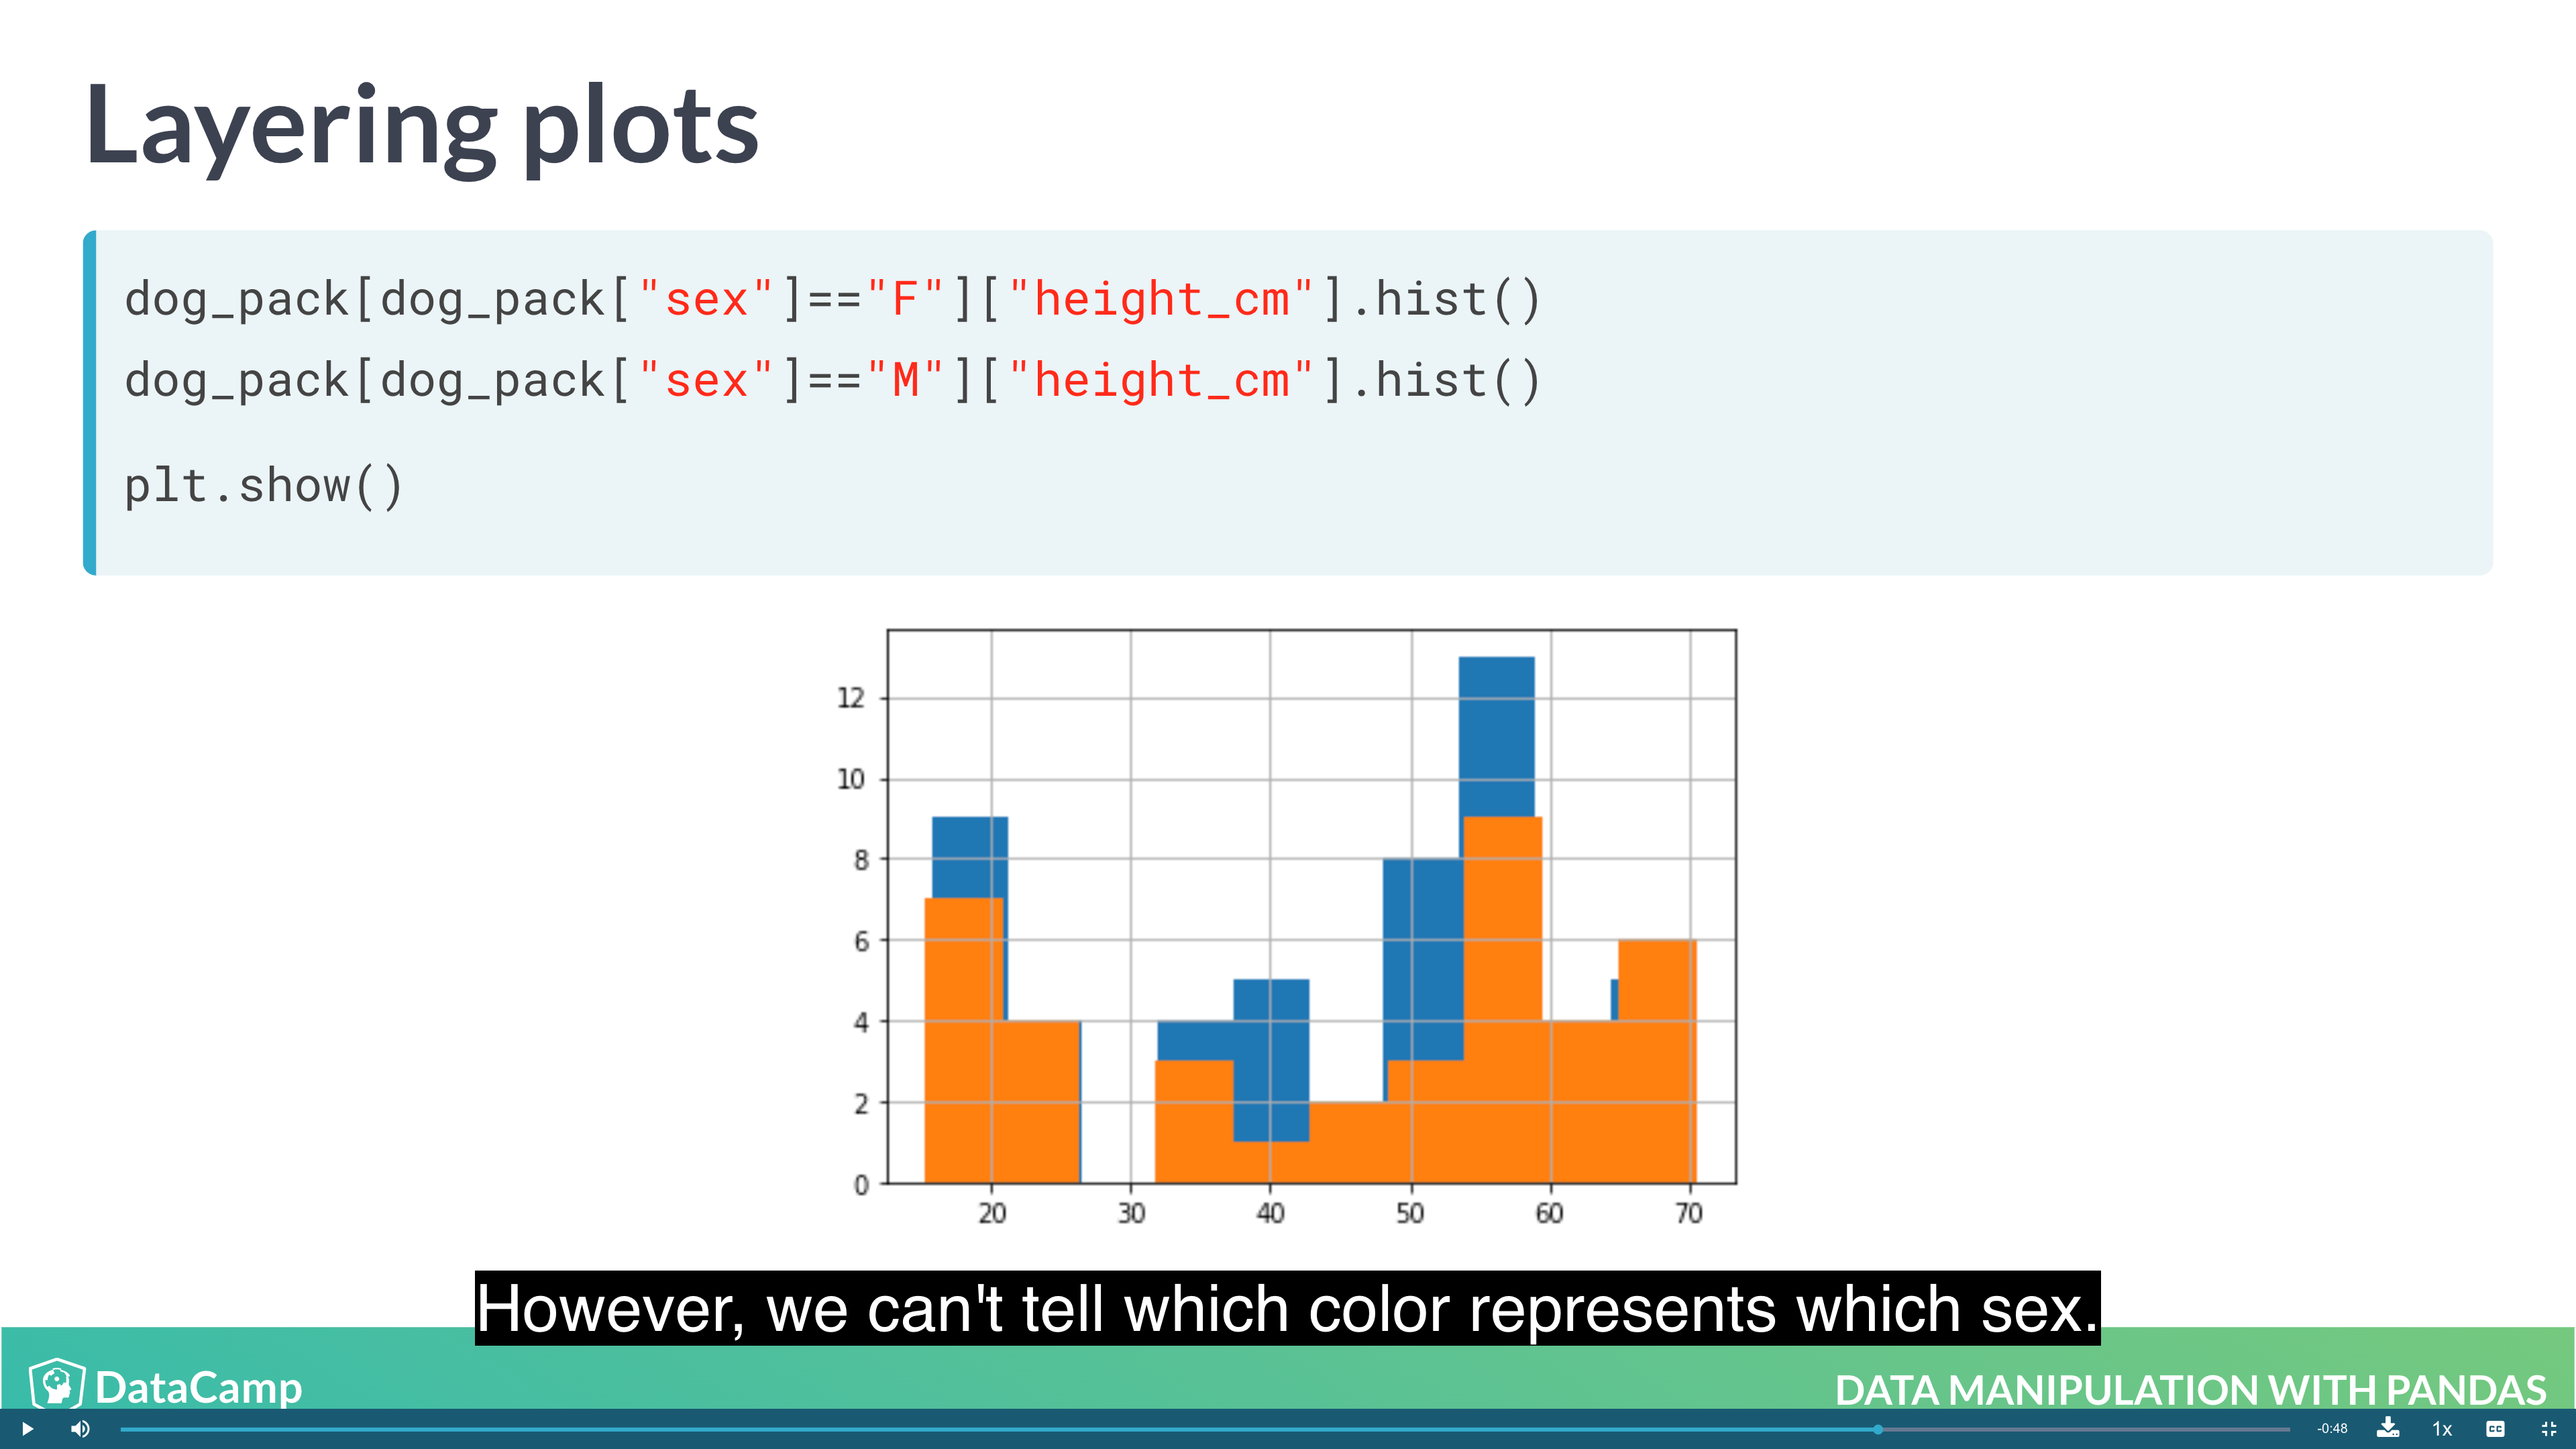 Layering plots
dog_pack[dog_pack["sex"]=="F"]["height_cm"].hist()
dog_pack[dog_pack["sex"]=="M"]["height_cm"].hist()
plt.show()
12
10
8
6
4
2
0
20 30 40 50 60 70
However, we can't tell which color represents which sex.
DataCamp
DATA MANIPULATION WITH PANDAS
-0:48
1x
CC